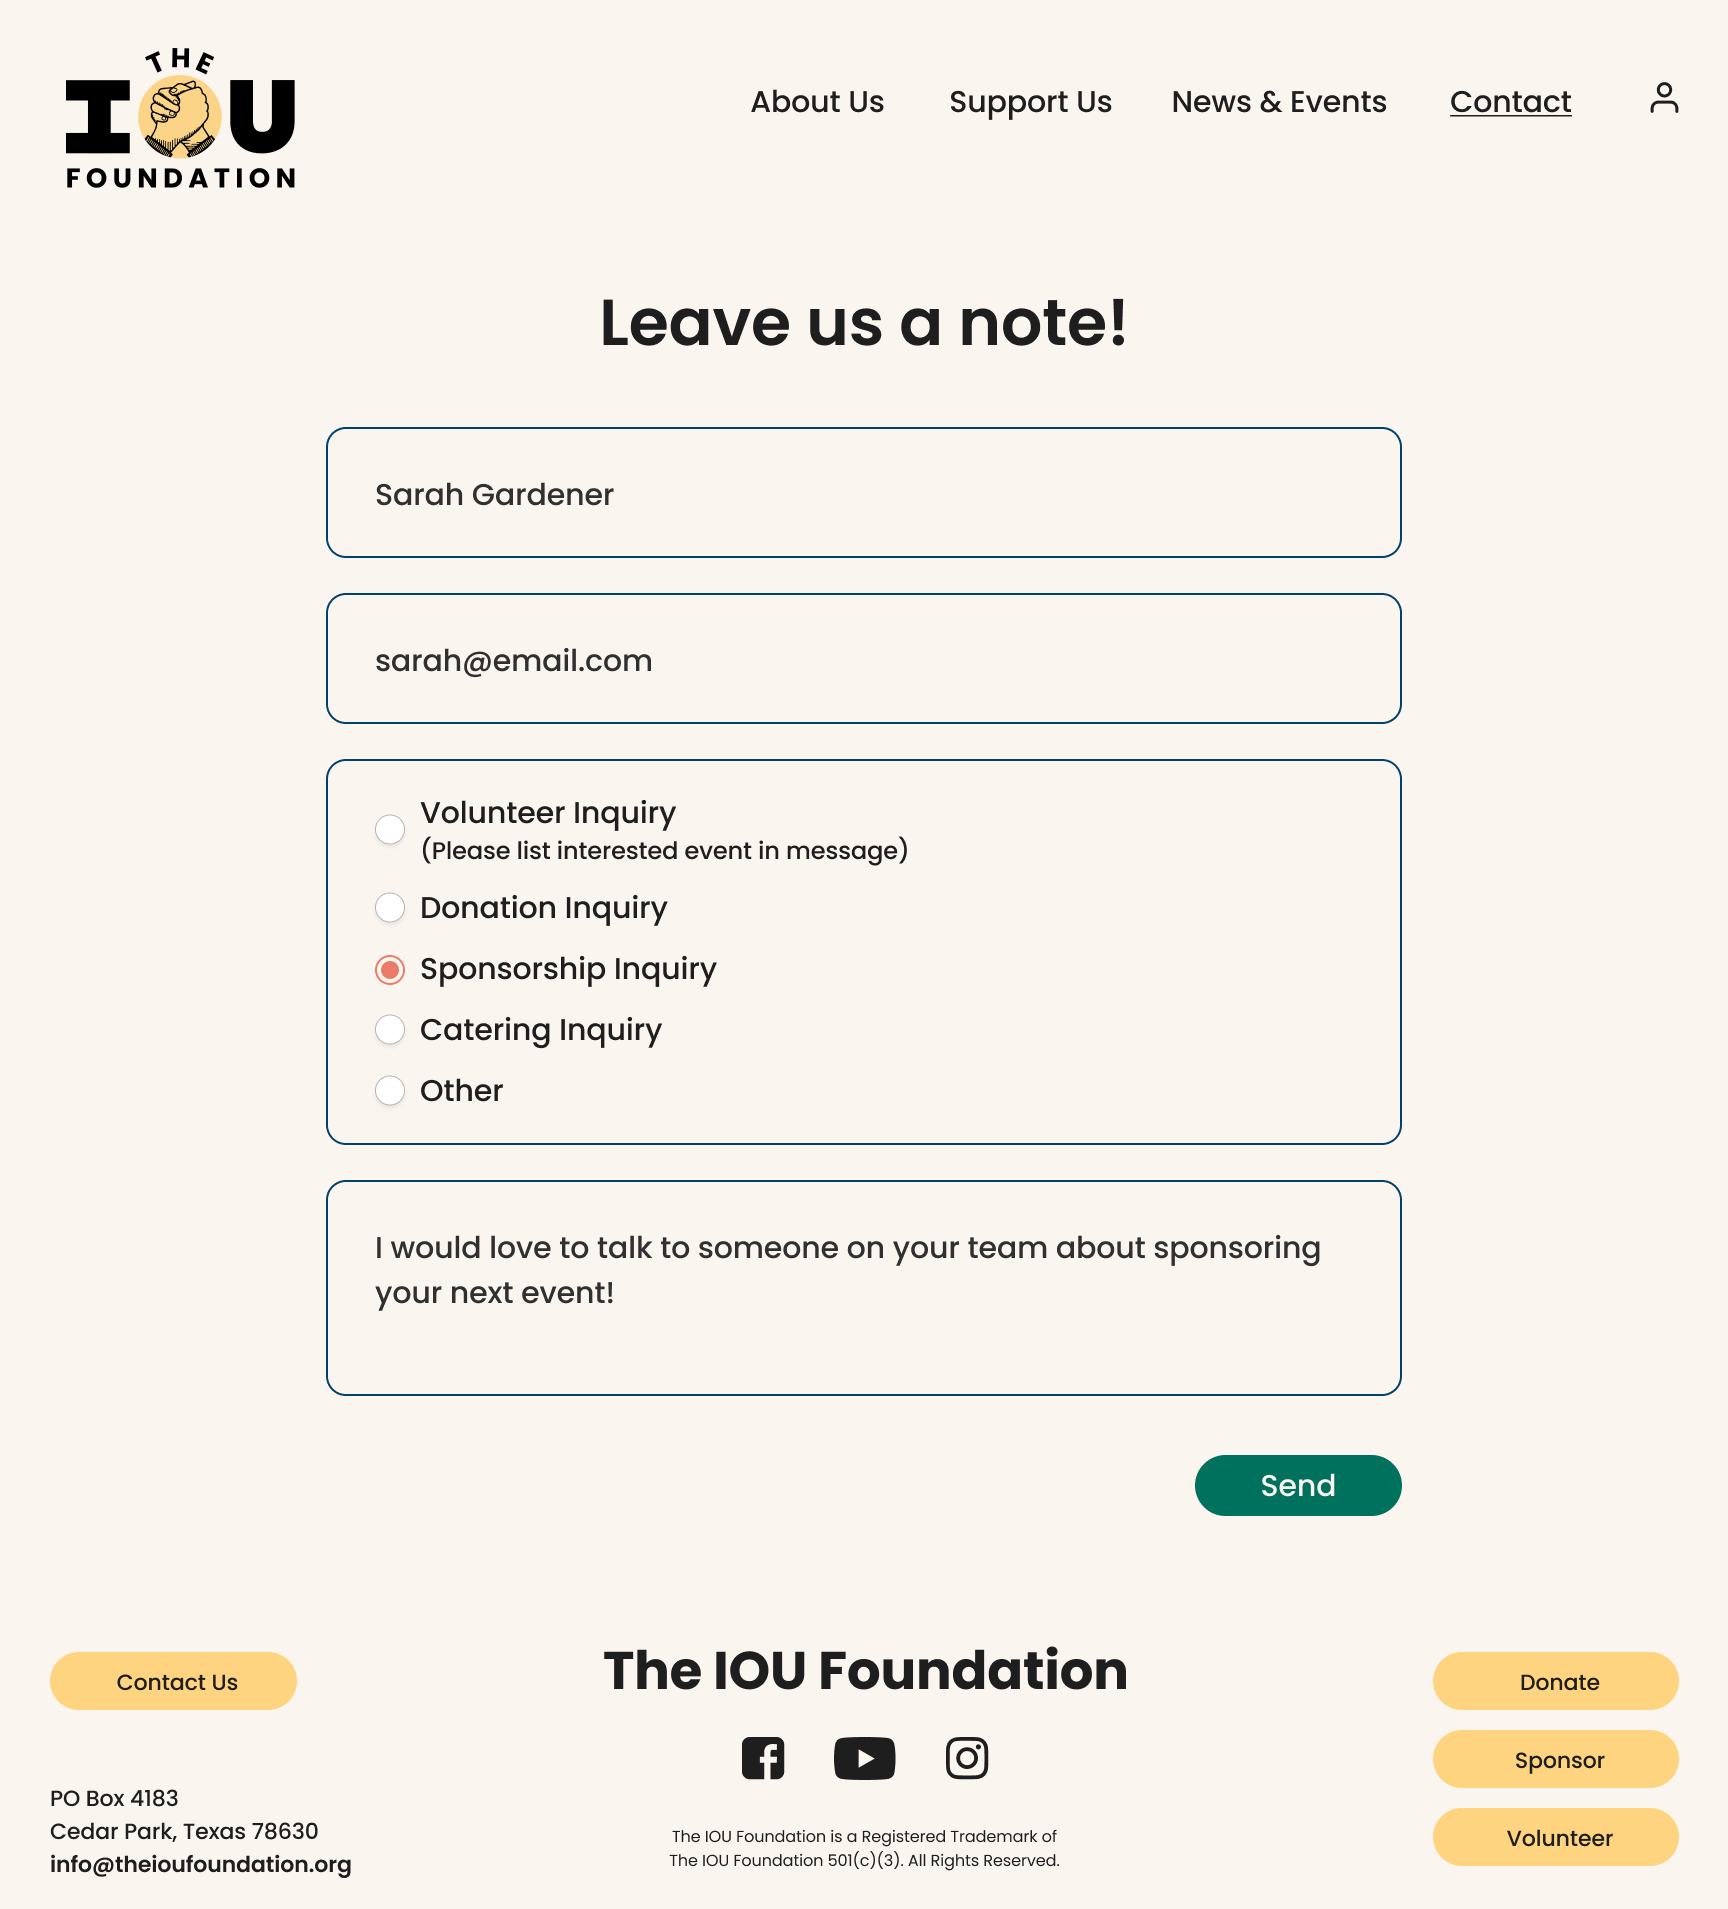 THE
IOU
FOUNDATION
About Us
Support Us
News & Events
Contact
Leave us a note!
Sarah Gardener
sarah@email.com
Volunteer Inquiry
(Please list interested event in message)
Donation Inquiry
Sponsorship Inquiry
Catering Inquiry
Other
I would love to talk to someone on your team about sponsoring
your next event!
Send
Contact Us
PO Box 4183
Cedar Park, Texas 78630
info@theioufoundation.org
The IOU Foundation
The IOU Foundation is a Registered Trademark of
The IOU Foundation 501(c)(3). All Rights Reserved.
Donate
Sponsor
Volunteer